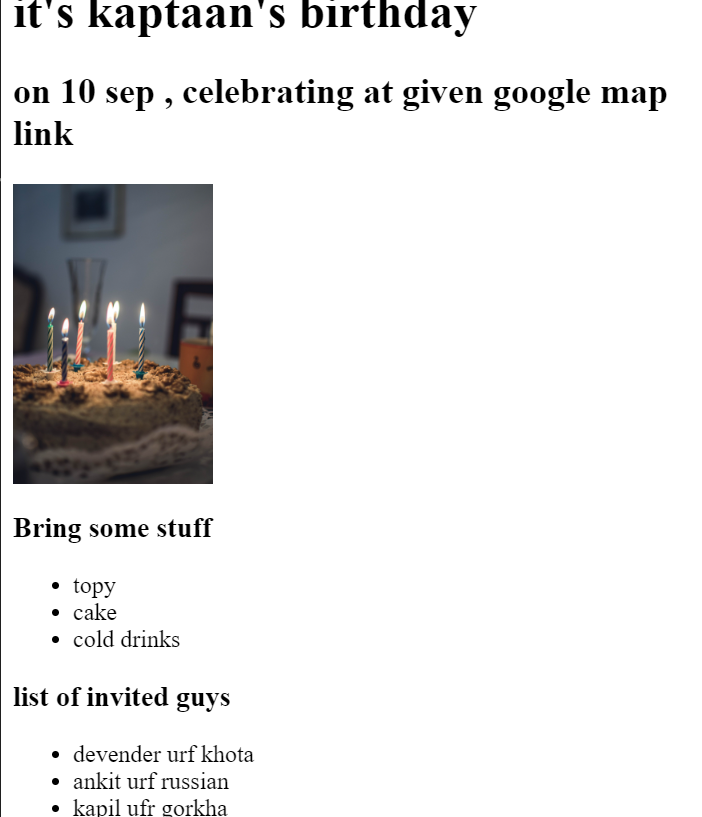 it's kaptaan's birthday
on 10 sep , celebrating at given google map
link
Bring some stuff
topy
cake
cold drinks
list of invited guys
devender urf khota
ankit urf russian
kapil ufr gorkha